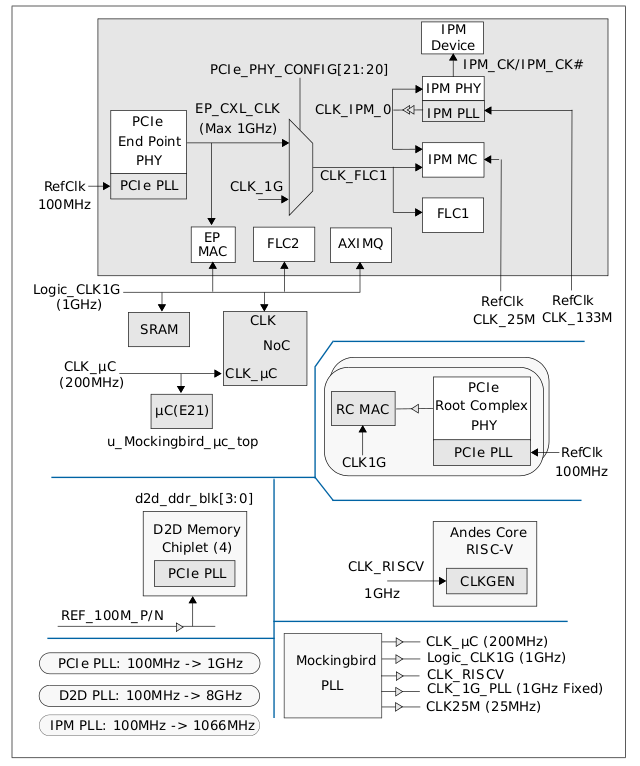 IPM
Device
IPM_CK/IPM_CK#
PCIe_PHY_CONFIG[21:20]
IPM PHY
IPM PLL
EP_CXL_CLK
(Max 1GHz)
CLK_IPM_0
PCIe
End Point
PHY
PCIe PLL
IPM MC
RefClk
100MHz
CLK_1G
CLK_FLC1
FLC1
EP
MAC
FLC2
AXIMQ
Logic_CLK1G
(1GHz)
RefClk
CLK_25M
RefClk
CLK_133M
SRAM
CLK
NoC
CLK_µC
CLK_µC
(200MHz)
µC(E21)
u_Mockingbird_µc_top
RC MAC
PCIe
Root Complex
PHY
PCIe PLL
CLK1G
RefClk
100MHz
d2d_ddr_blk[3:0]
D2D Memory
Chiplet (4)
PCIe PLL
REF_100M_P/N
Andes Core
RISC-V
CLKGEN
CLK_RISCV
1GHz
PCIe PLL: 100MHz -> 1GHz
D2D PLL: 100MHz -> 8GHz
IPM PLL: 100MHz -> 1066MHz
Mockingbird
PLL
CLK_µC (200MHz)
Logic_CLK1G (1GHz)
CLK_RISCV
CLK_1G_PLL (1GHz Fixed)
CLK25M (25MHz)